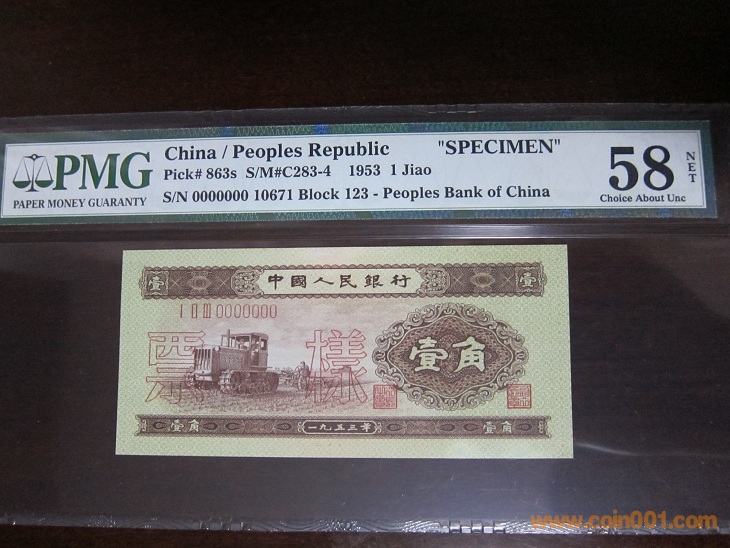 PMG
PAPER MONEY GUARANTY
China / Peoples Republic "SPECIMEN"
Pick# 863s S/M#C283-4 1953 1 Jiao
S/N 0000000 10671 Block 123 - Peoples Bank of China
58 NET
Choice About Unc
壹 中國人民銀行 壹
I II III 0000000
票樣
壹角
壹角 一九五三年 壹角
www.coin001.com